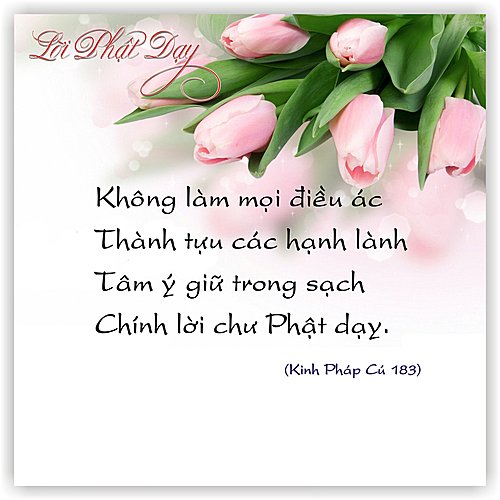 Lời Phật Dạy
Không làm mọi điều ác
Thành tựu các hạnh lành
Tâm ý giữ trong sạch
Chính lời chư Phật dạy.
(Kinh Pháp Cú 183)